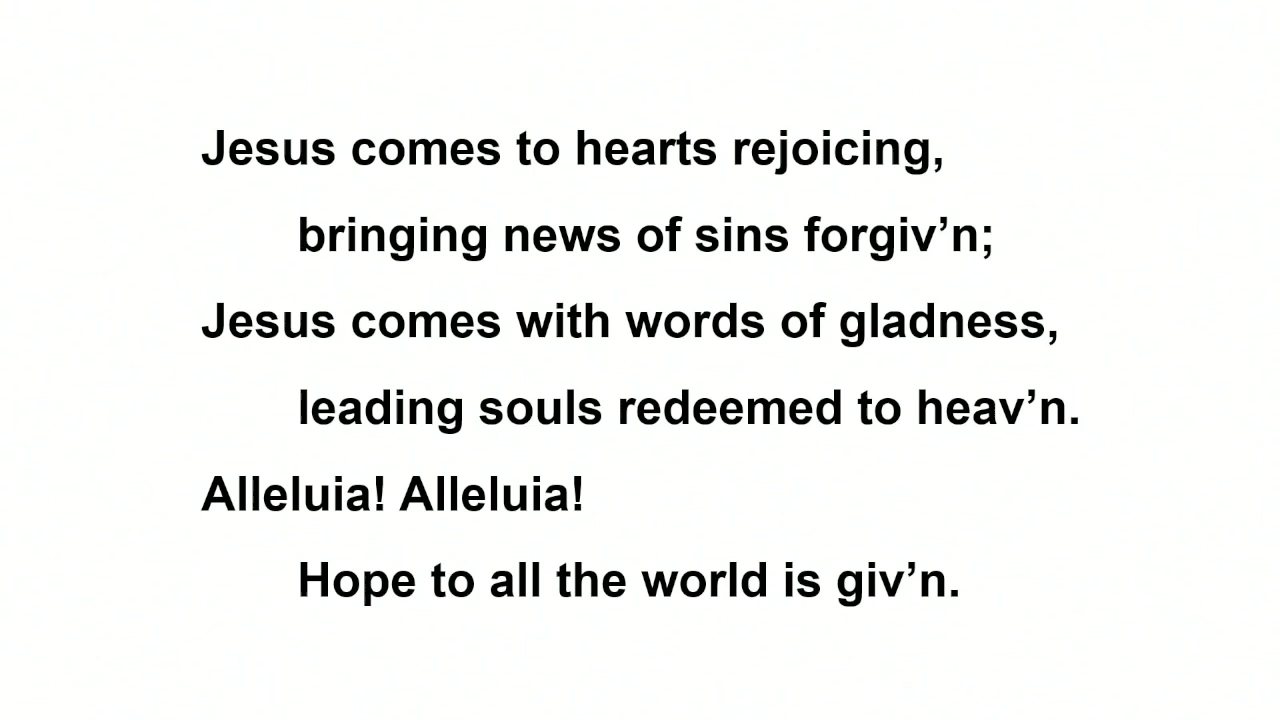 Jesus comes to hearts rejoicing,
bringing news of sins forgiv’n;
Jesus comes with words of gladness,
leading souls redeemed to heav’n.
Alleluia! Alleluia!
Hope to all the world is giv’n.